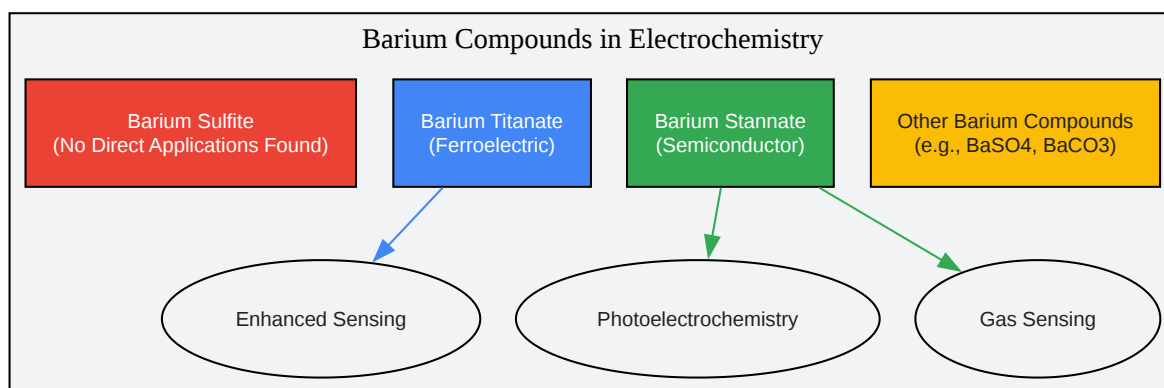 Barium Compounds in Electrochemistry
Barium Sulfite
(No Direct Applications Found)
Barium Titanate
(Ferroelectric)
Barium Stannate
(Semiconductor)
Other Barium Compounds
(e.g., BaSO4, BaCO3)
Enhanced Sensing
Photoelectrochemistry
Gas Sensing